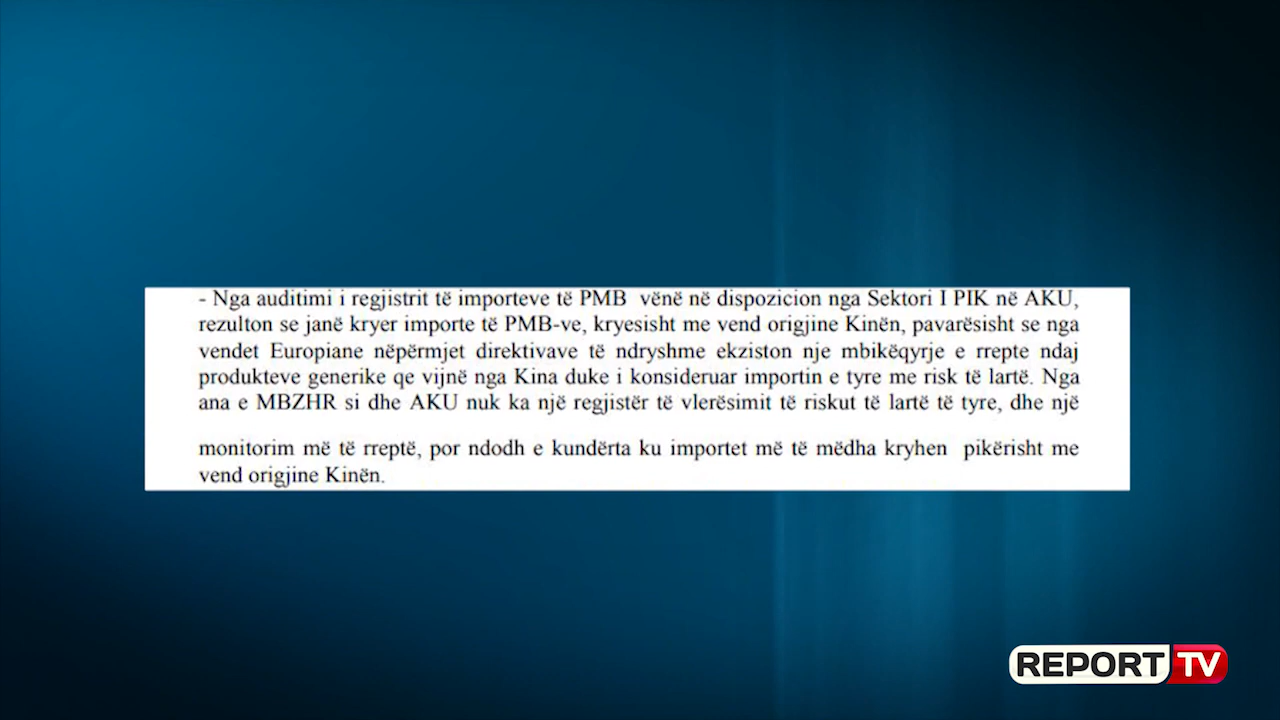 - Nga auditimi i regjistrit të importeve të PMB vënë në dispozicion nga Sektori I PIK në AKU,
rezulton se janë kryer importe të PMB-ve, kryesisht me vend origjine Kinën, pavarësisht se nga
vendet Europiane nëpërmjet direktivave të ndryshme ekziston nje mbikëqyrje e rrepte ndaj
produkteve generike qe vijnë nga Kina duke i konsideruar importin e tyre me risk të lartë. Nga
ana e MBZHR si dhe AKU nuk ka një regjistër të vlerësimit të riskut të lartë të tyre, dhe një
monitorim më të rreptë, por ndodh e kundërta ku importet më të mëdha kryhen pikërisht me
vend origjine Kinën.
REPORT TV